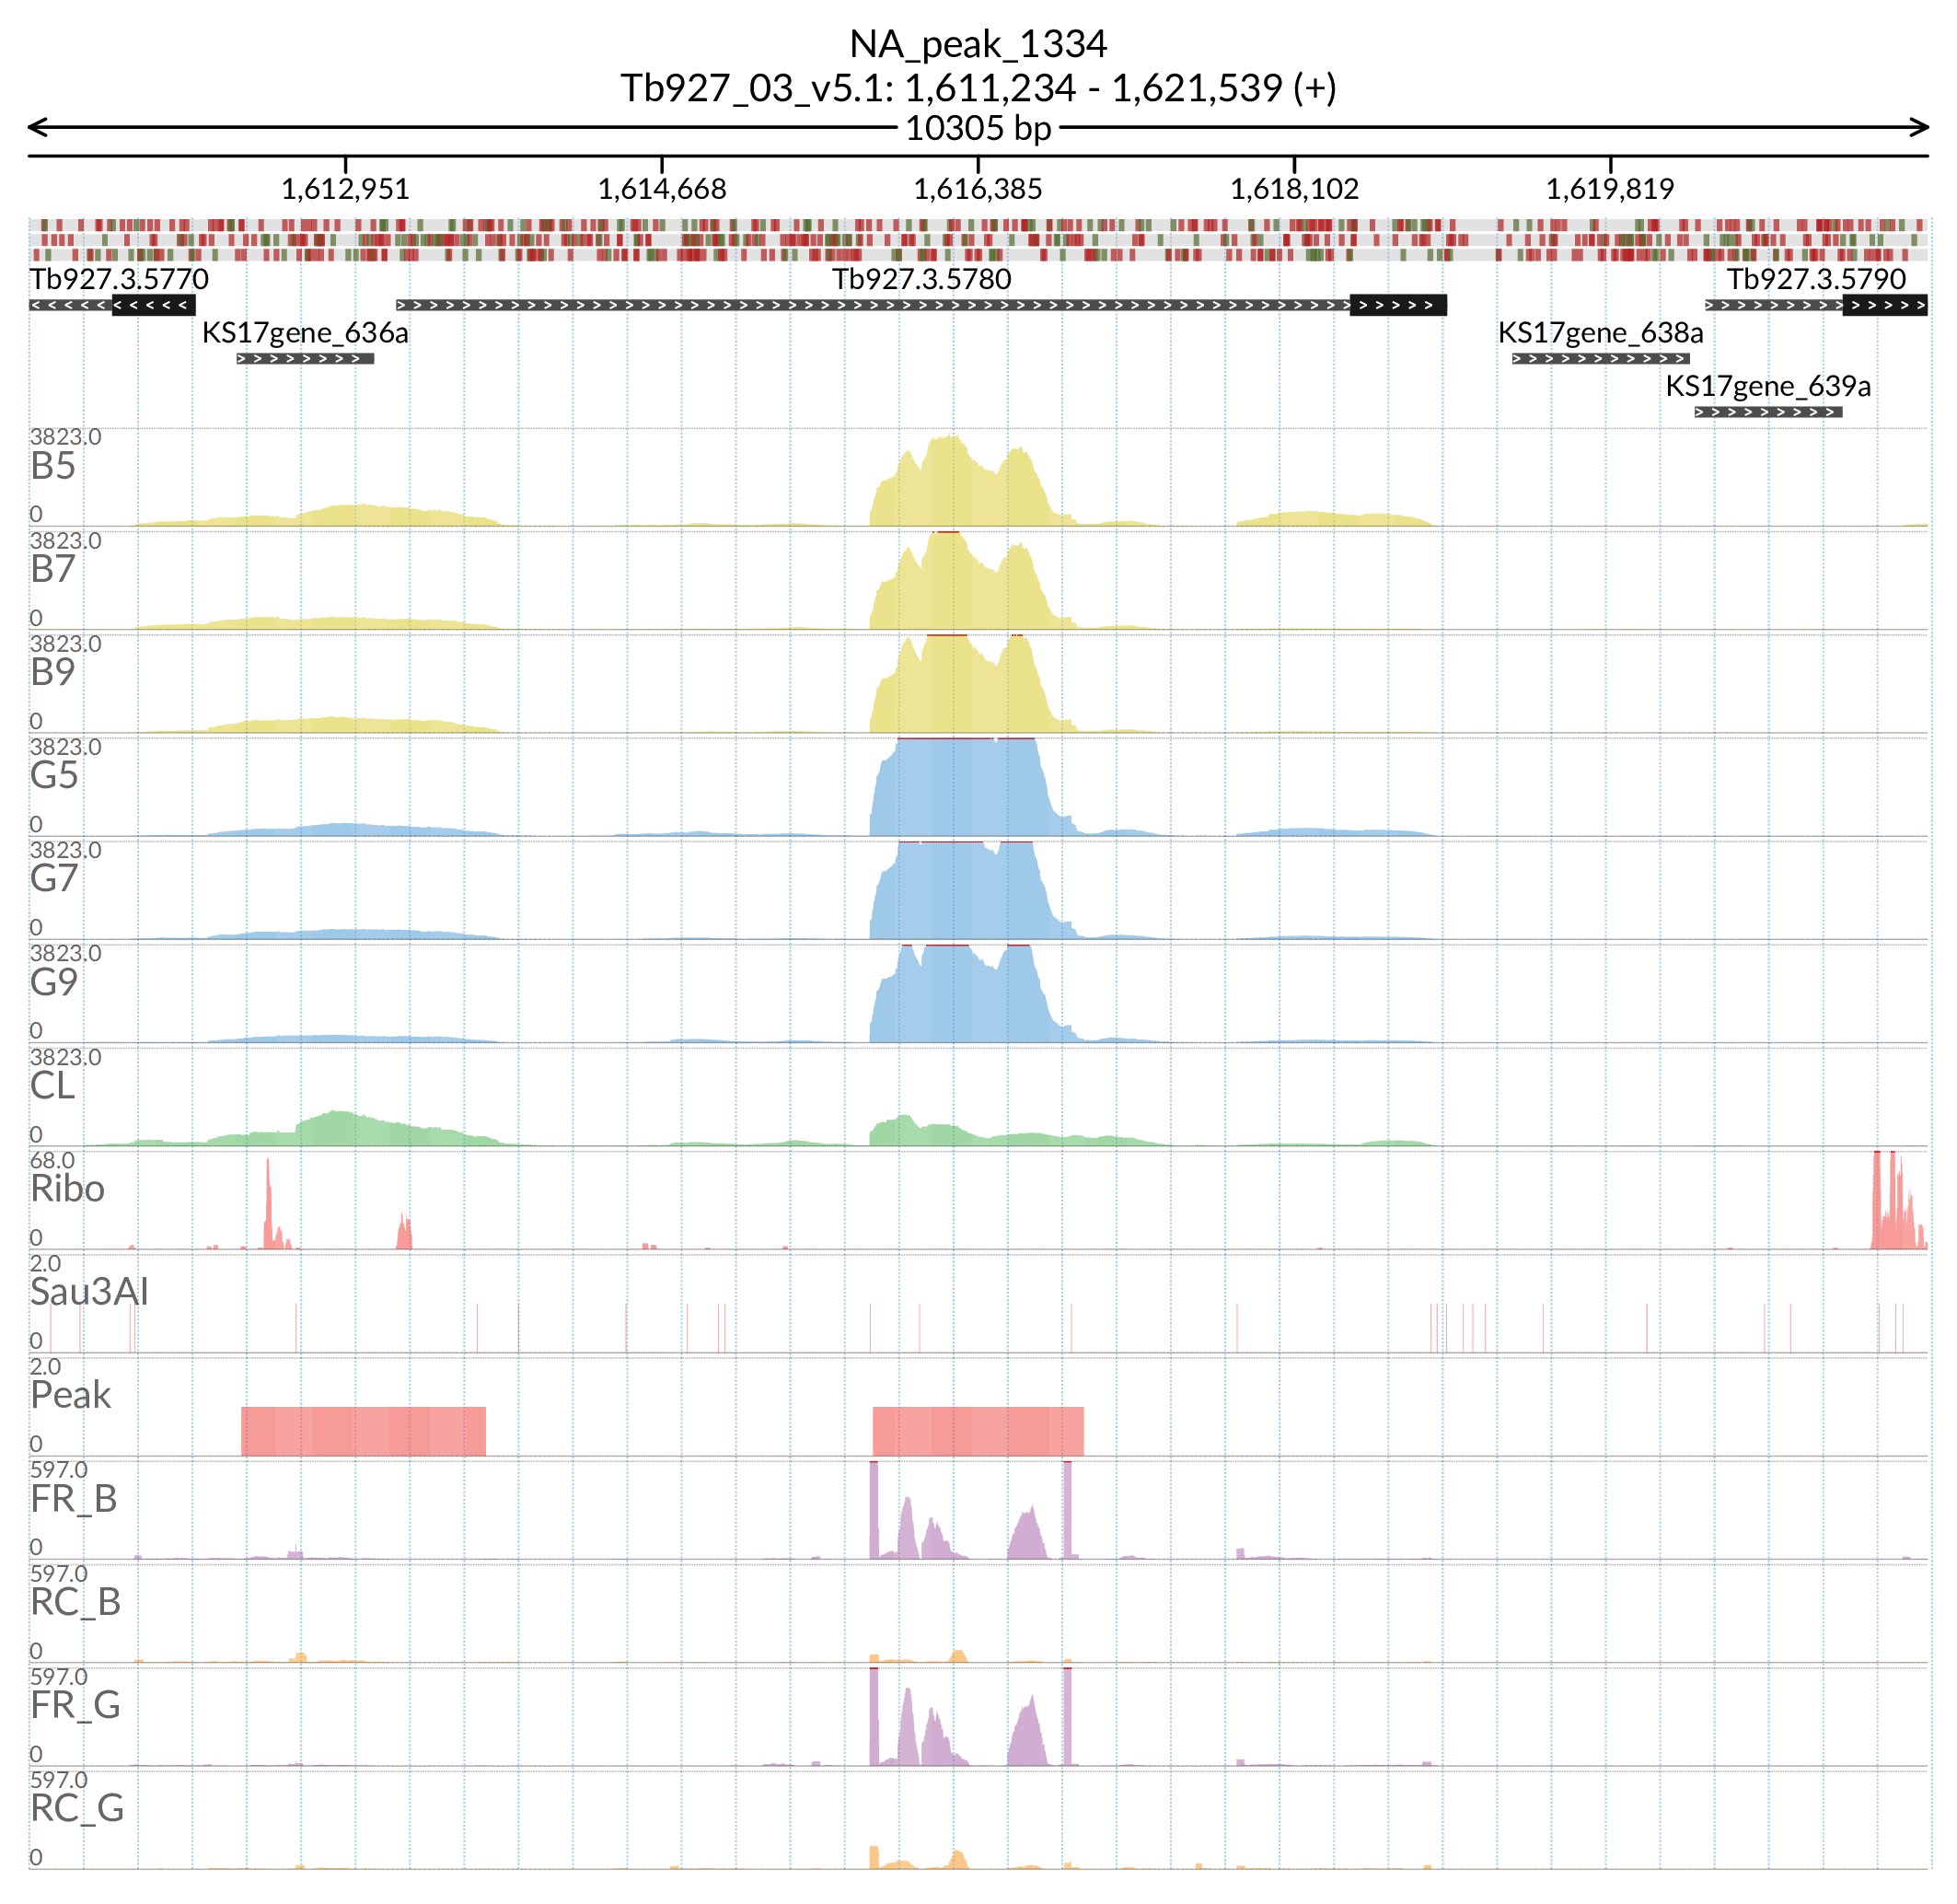 NA_peak_1334
Tb927_03_v5.1: 1,611,234 - 1,621,539 (+)
10305 bp
1,612,951 1,614,668 1,616,385 1,618,102 1,619,819
Tb927.3.5770 Tb927.3.5780 Tb927.3.5790
KS17gene_636a KS17gene_638a
KS17gene_639a
3823.0
B5
0
3823.0
B7
0
3823.0
B9
0
3823.0
G5
0
3823.0
G7
0
3823.0
G9
0
3823.0
CL
0
68.0
Ribo
0
2.0
Sau3AI
0
2.0
Peak
0
597.0
FR_B
0
597.0
RC_B
0
597.0
FR_G
0
597.0
RC_G
0